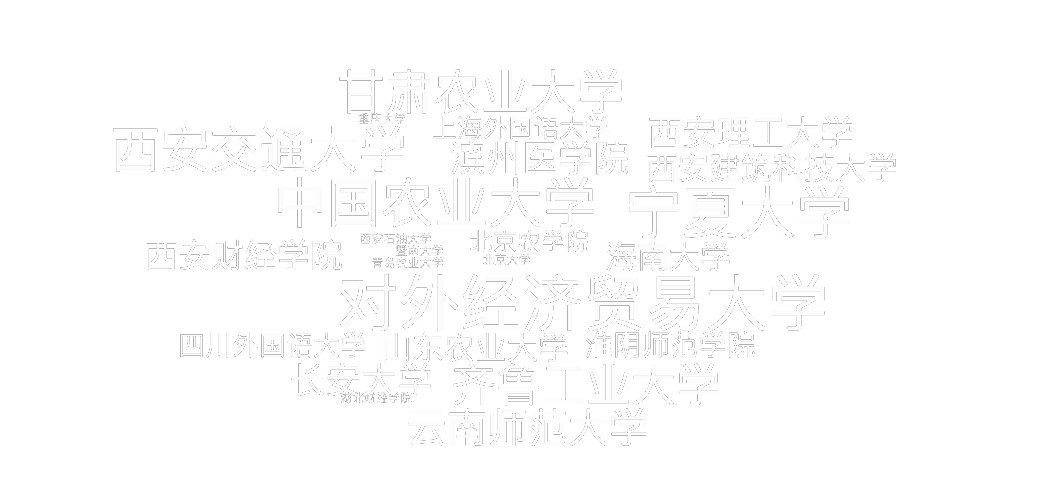 甘肃农业大学
重庆大学
上海外国语大学
西安理工大学
西安交通大学
滨州医学院
西安建筑科技大学
中国农业大学
宁夏大学
西安石油大学
北京农学院
西安财经学院
暨南大学
海南大学
青岛农业大学
北京大学
对外经济贸易大学
四川外国语大学
山东农业大学
淮阴师范学院
长安大学
齐鲁工业大学
湖北财经学院
云南师范大学